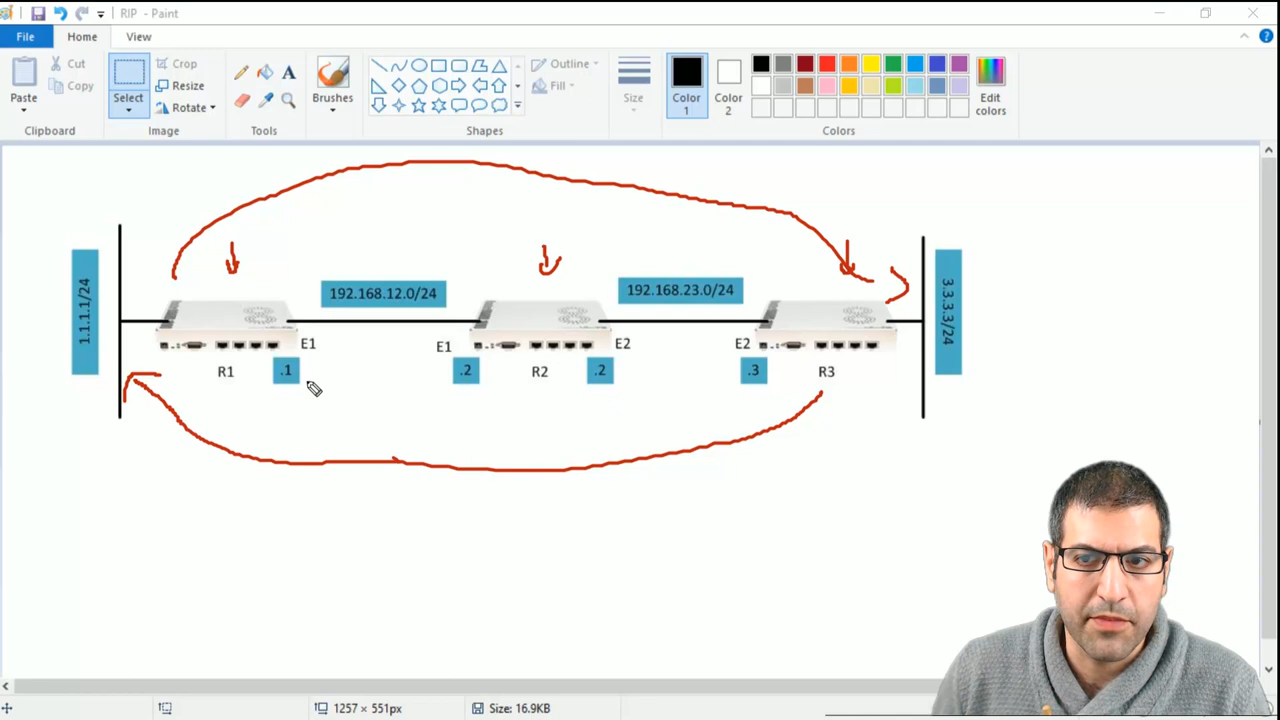 RIP - Paint
File Home View
Paste
Cut
Copy
Clipboard
Select
Crop
Resize
Rotate
Image
A
Tools
Brushes
Outline
Fill
Shapes
Size
Color
1
Color
2
Edit
colors
Colors
1.1.1.1/24
192.168.12.0/24
192.168.23.0/24
3.3.3.3/24
E1
E1
E2
E2
R1
.1
.2
R2
.2
.3
R3
1257 × 551px
Size: 16.9KB